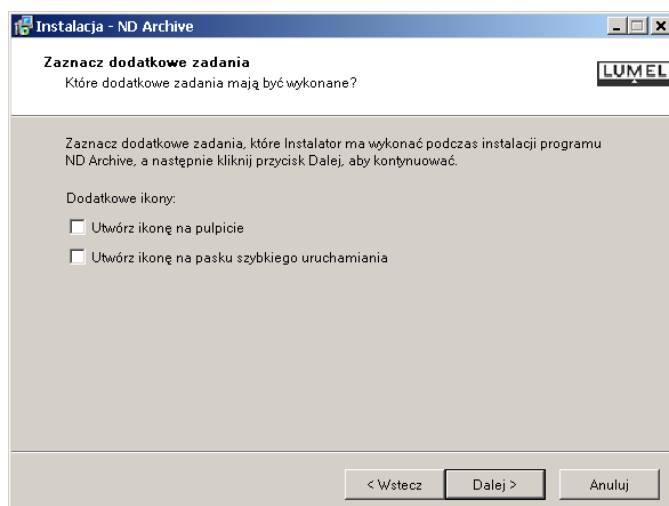 Instalacja - ND Archive
Zaznacz dodatkowe zadania
Które dodatkowe zadania mają być wykonane?
LUMEL
Zaznacz dodatkowe zadania, które Instalator ma wykonać podczas instalacji programu
ND Archive, a następnie kliknij przycisk Dalej, aby kontynuować.
Dodatkowe ikony:
Utwórz ikonę na pulpicie
Utwórz ikonę na pasku szybkiego uruchamiania
< Wstecz
Dalej >
Anuluj